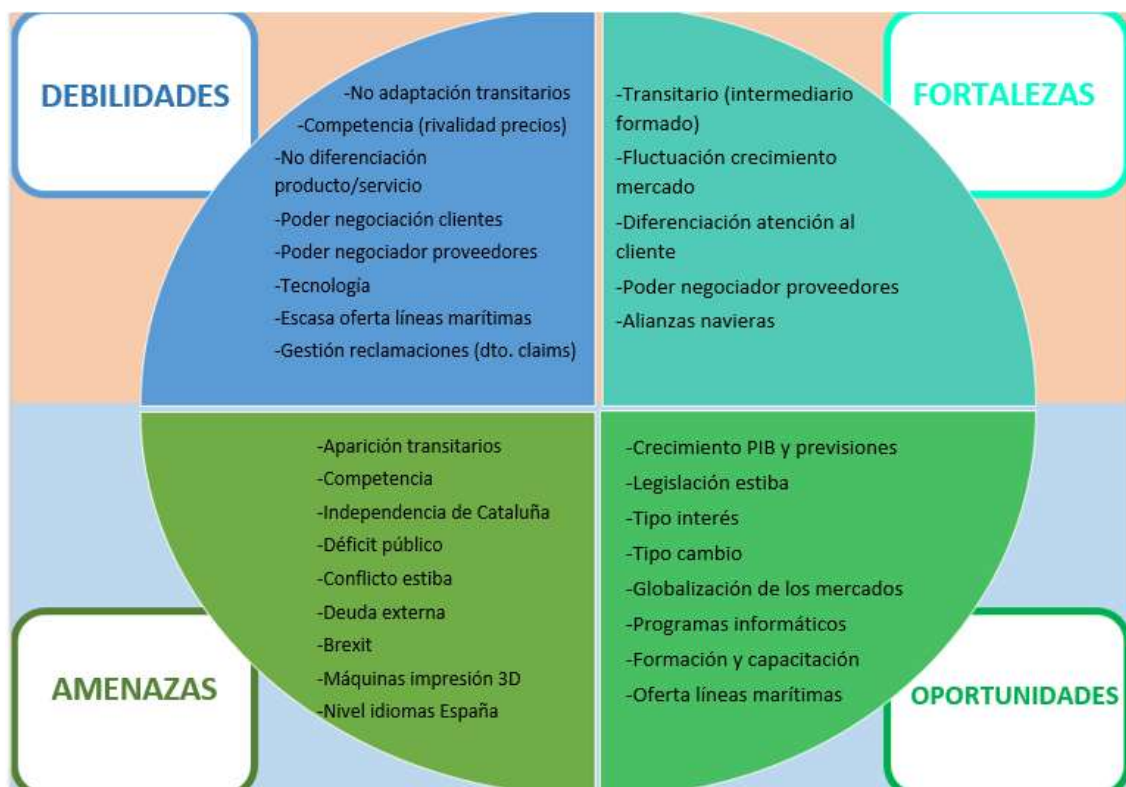 DEBILIDADES
-No adaptación transitarios
-Competencia (rivalidad precios)
-No diferenciación
producto/servicio
-Poder negociación clientes
-Poder negociador proveedores
-Tecnología
-Escasa oferta líneas marítimas
-Gestión reclamaciones (dto. claims)
FORTALEZAS
-Transitario (intermediario
formado)
-Fluctuación crecimiento
mercado
-Diferenciación atención al
cliente
-Poder negociador proveedores
-Alianzas navieras
AMENAZAS
-Aparición transitarios
-Competencia
-Independencia de Cataluña
-Déficit público
-Conflicto estiba
-Deuda externa
-Brexit
-Máquinas impresión 3D
-Nivel idiomas España
OPORTUNIDADES
-Crecimiento PIB y previsiones
-Legislación estiba
-Tipo interés
-Tipo cambio
-Globalización de los mercados
-Programas informáticos
-Formación y capacitación
-Oferta líneas marítimas